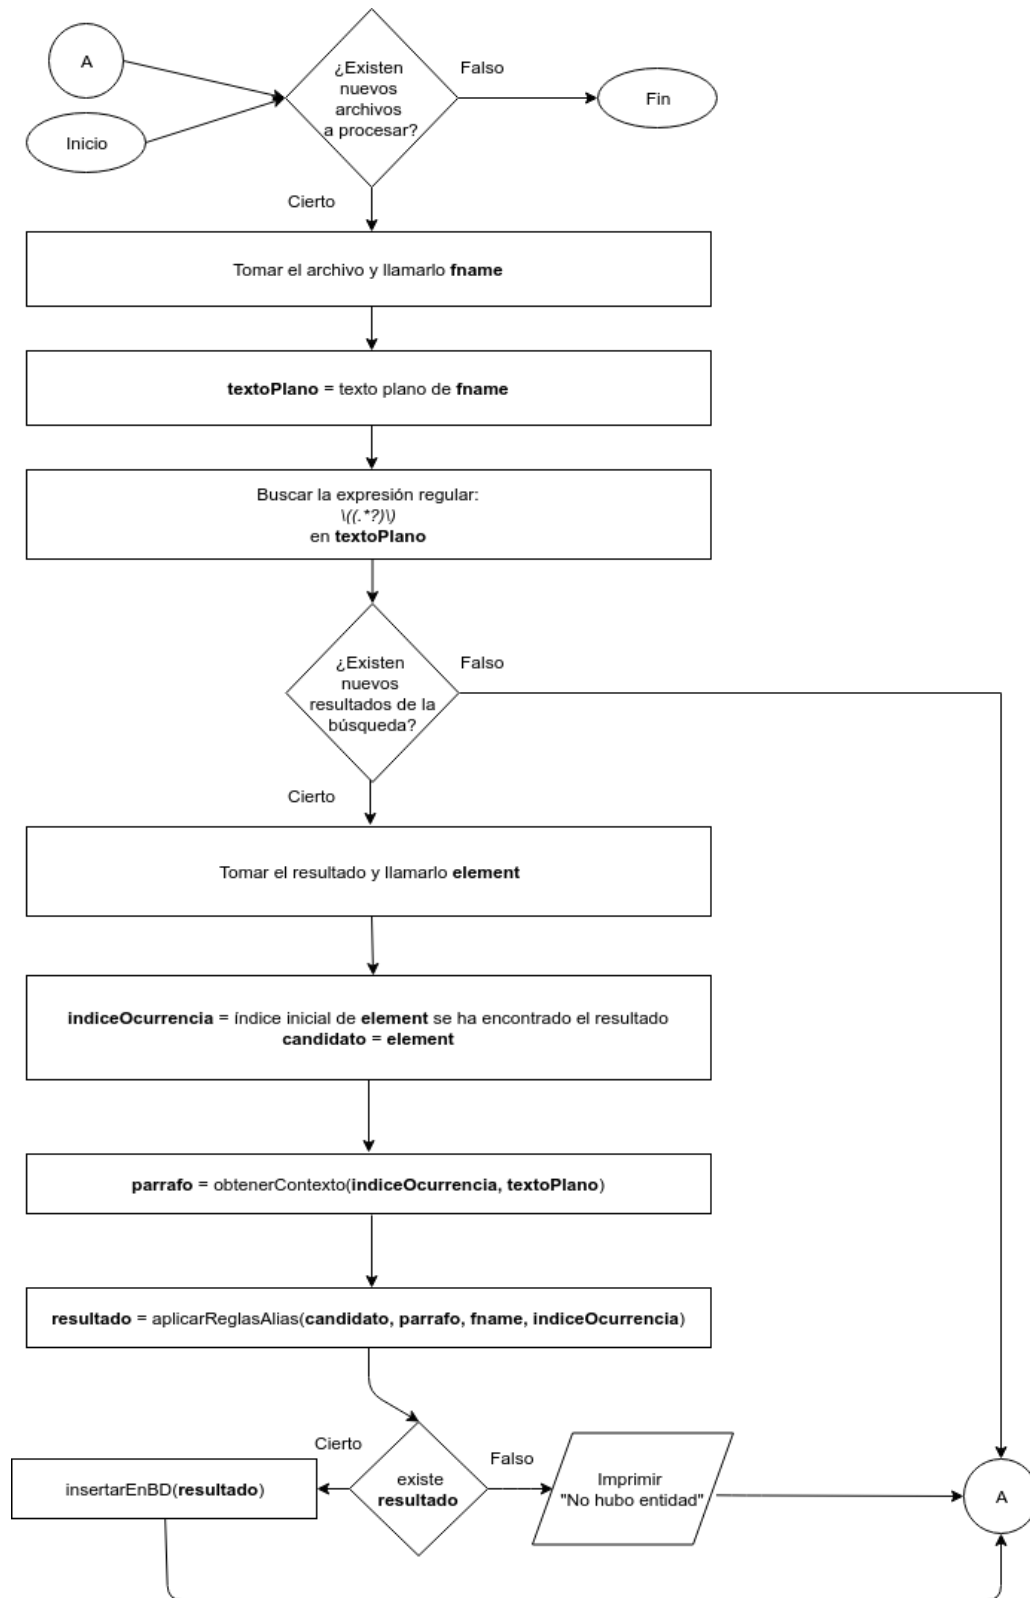 A
Inicio
¿Existen
nuevos
archivos
a procesar?
Falso
Fin
Cierto
Tomar el archivo y llamarlo fname
textoPlano = texto plano de fname
Buscar la expresión regular:
\((.*?)\)
en textoPlano
¿Existen
nuevos
resultados de la
búsqueda?
Falso
Cierto
Tomar el resultado y llamarlo element
indiceOcurrencia = índice inicial de element se ha encontrado el resultado
candidato = element
parrafo = obtenerContexto(indiceOcurrencia, textoPlano)
resultado = aplicarReglasAlias(candidato, parrafo, fname, indiceOcurrencia)
Cierto
existe
resultado
Falso
insertarEnBD(resultado)
Imprimir
"No hubo entidad"
A